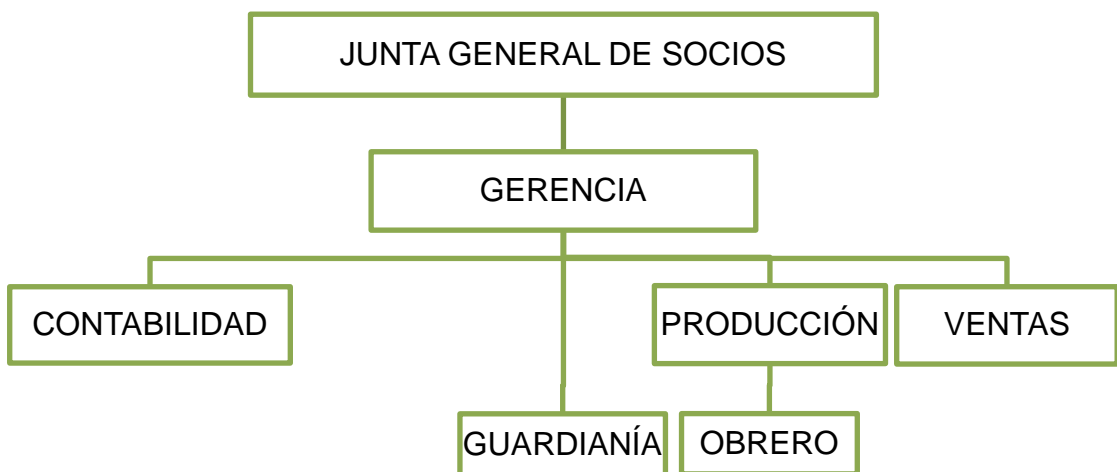 JUNTA GENERAL DE SOCIOS
GERENCIA
CONTABILIDAD
PRODUCCIÓN
VENTAS
GUARDIANÍA
OBRERO